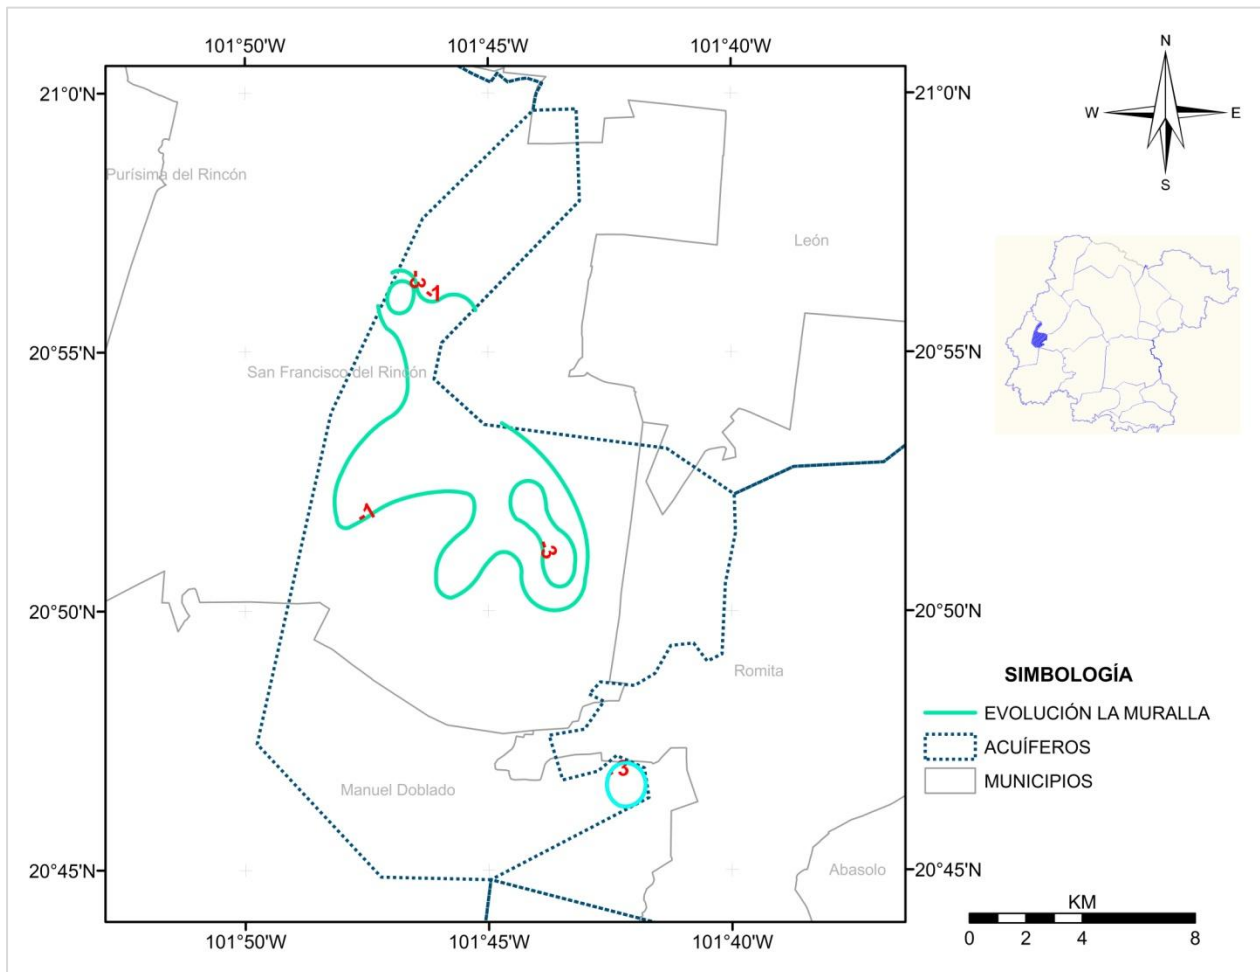 101°50'W 101°45'W 101°40'W
N
21°0'N 21°0'N
W E
S
Purísima del Rincón
León
-3
-1
20°55'N 20°55'N
San Francisco del Rincón
-1
-3
20°50'N 20°50'N
Romita
SIMBOLOGÍA
EVOLUCIÓN LA MURALLA
ACUÍFEROS
MUNICIPIOS
Manuel Doblado
20°45'N 20°45'N
Abasolo
KM
0 2 4 8
101°50'W 101°45'W 101°40'W